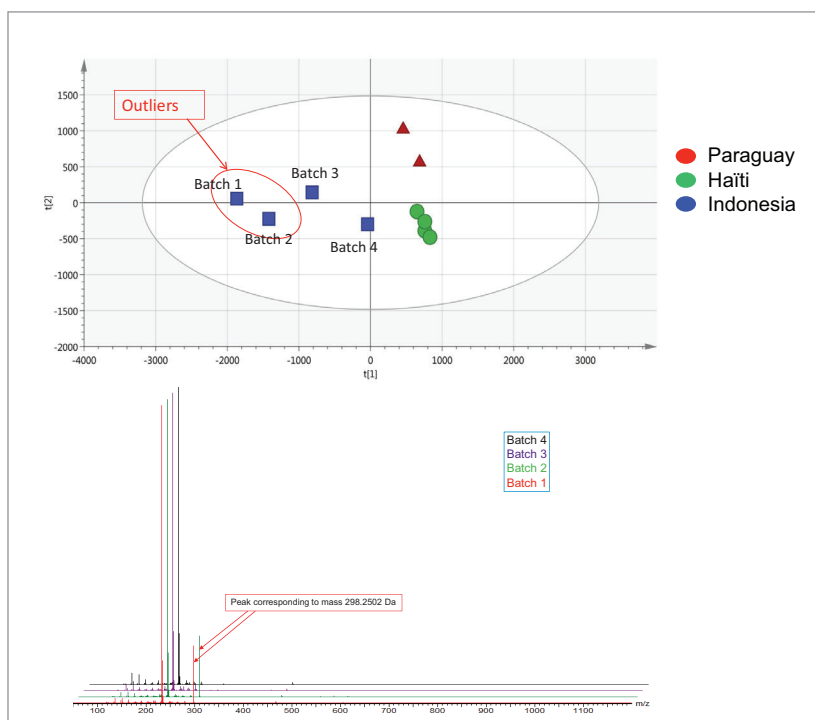 Outliers
Batch 1
Batch 2
Batch 3
Batch 4
1500
1000
500
0
-500
-1000
-1500
-2000
t[2]
-4000 -3000 -2000 -1000 0 1000 2000 3000
t[1]
Paraguay
Haïti
Indonesia
Batch 4
Batch 3
Batch 2
Batch 1
Peak corresponding to mass 298.2502 Da
100 200 300 400 500 600 700 800 900 1000 1100 m/z